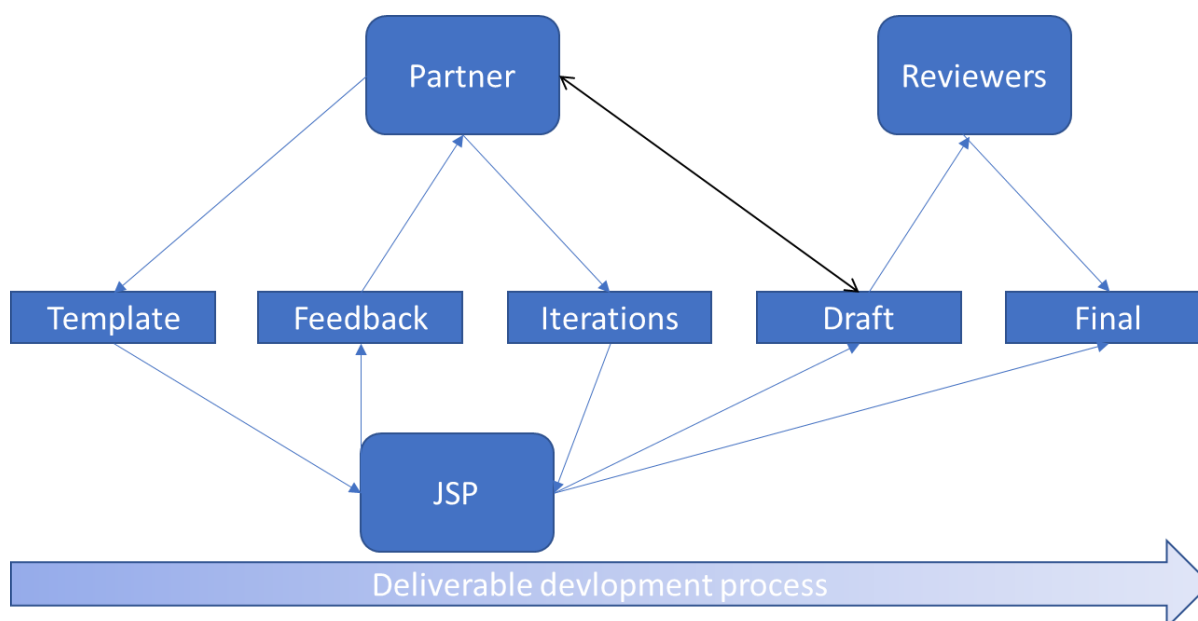 Partner
Reviewers
Template
Feedback
Iterations
Draft
Final
JSP
Deliverable devlopment process